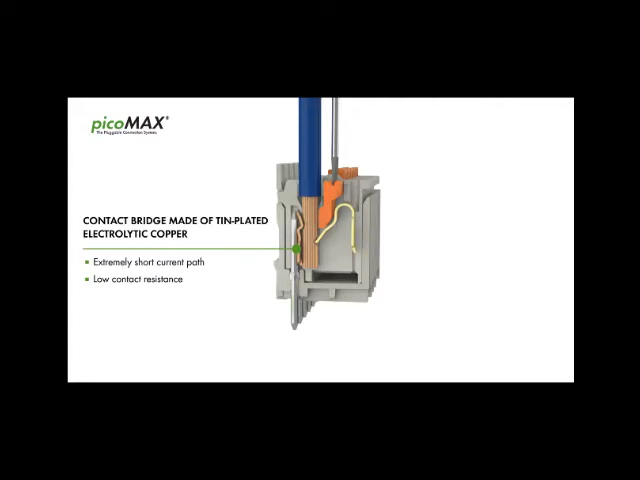 picoMAX®
The Pluggable Connection System
CONTACT BRIDGE MADE OF TIN-PLATED
ELECTROLYTIC COPPER
Extremely short current path
Low contact resistance